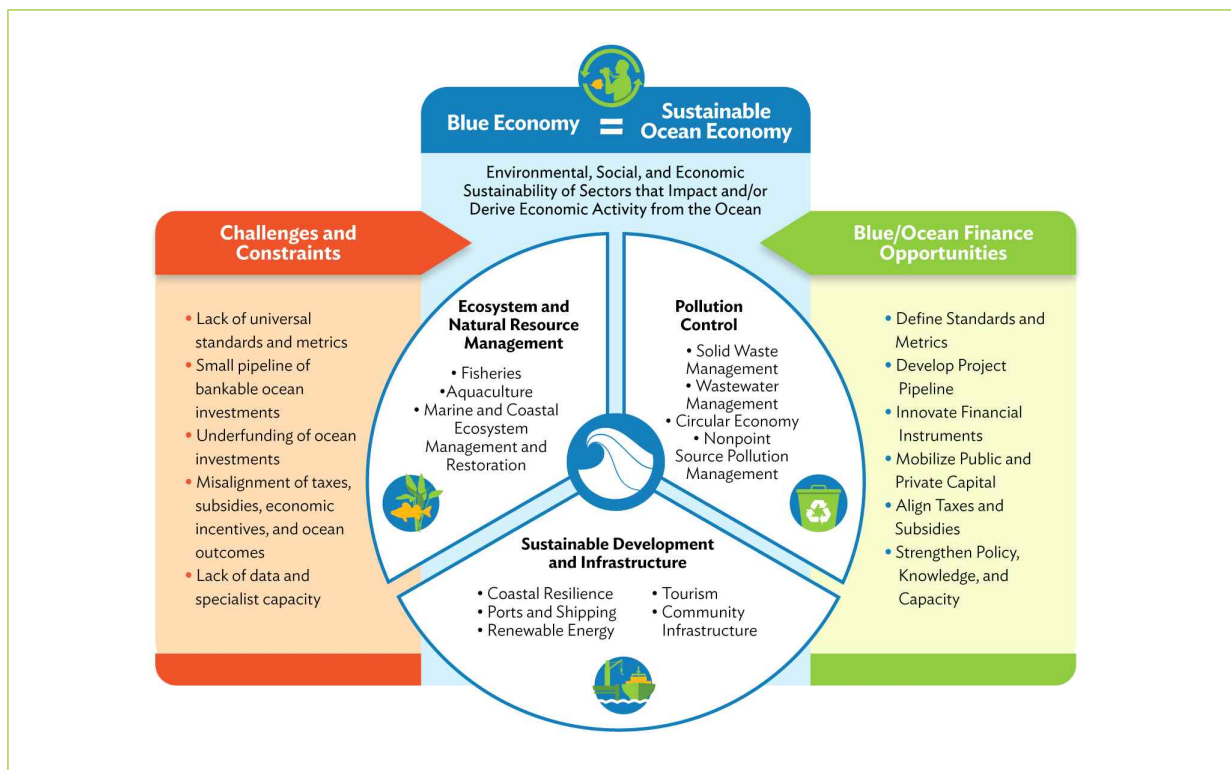 Blue Economy = Sustainable
Ocean Economy
Environmental, Social, and Economic
Sustainability of Sectors that Impact and/or
Derive Economic Activity from the Ocean
Challenges and
Constraints
• Lack of universal
standards and metrics
• Small pipeline of
bankable ocean
investments
• Underfunding of ocean
investments
• Misalignment of taxes,
subsidies, economic
incentives, and ocean
outcomes
• Lack of data and
specialist capacity
Ecosystem and
Natural Resource
Management
• Fisheries
•Aquaculture
• Marine and Coastal
Ecosystem
Management and
Restoration
Pollution
Control
• Solid Waste
Management
• Wastewater
Management
• Circular Economy
• Nonpoint
Source Pollution
Management
Sustainable Development
and Infrastructure
• Coastal Resilience
• Ports and Shipping
• Renewable Energy
• Tourism
• Community
Infrastructure
Blue/Ocean Finance
Opportunities
• Define Standards and
Metrics
• Develop Project
Pipeline
• Innovate Financial
Instruments
• Mobilize Public and
Private Capital
• Align Taxes and
Subsidies
• Strengthen Policy,
Knowledge, and
Capacity